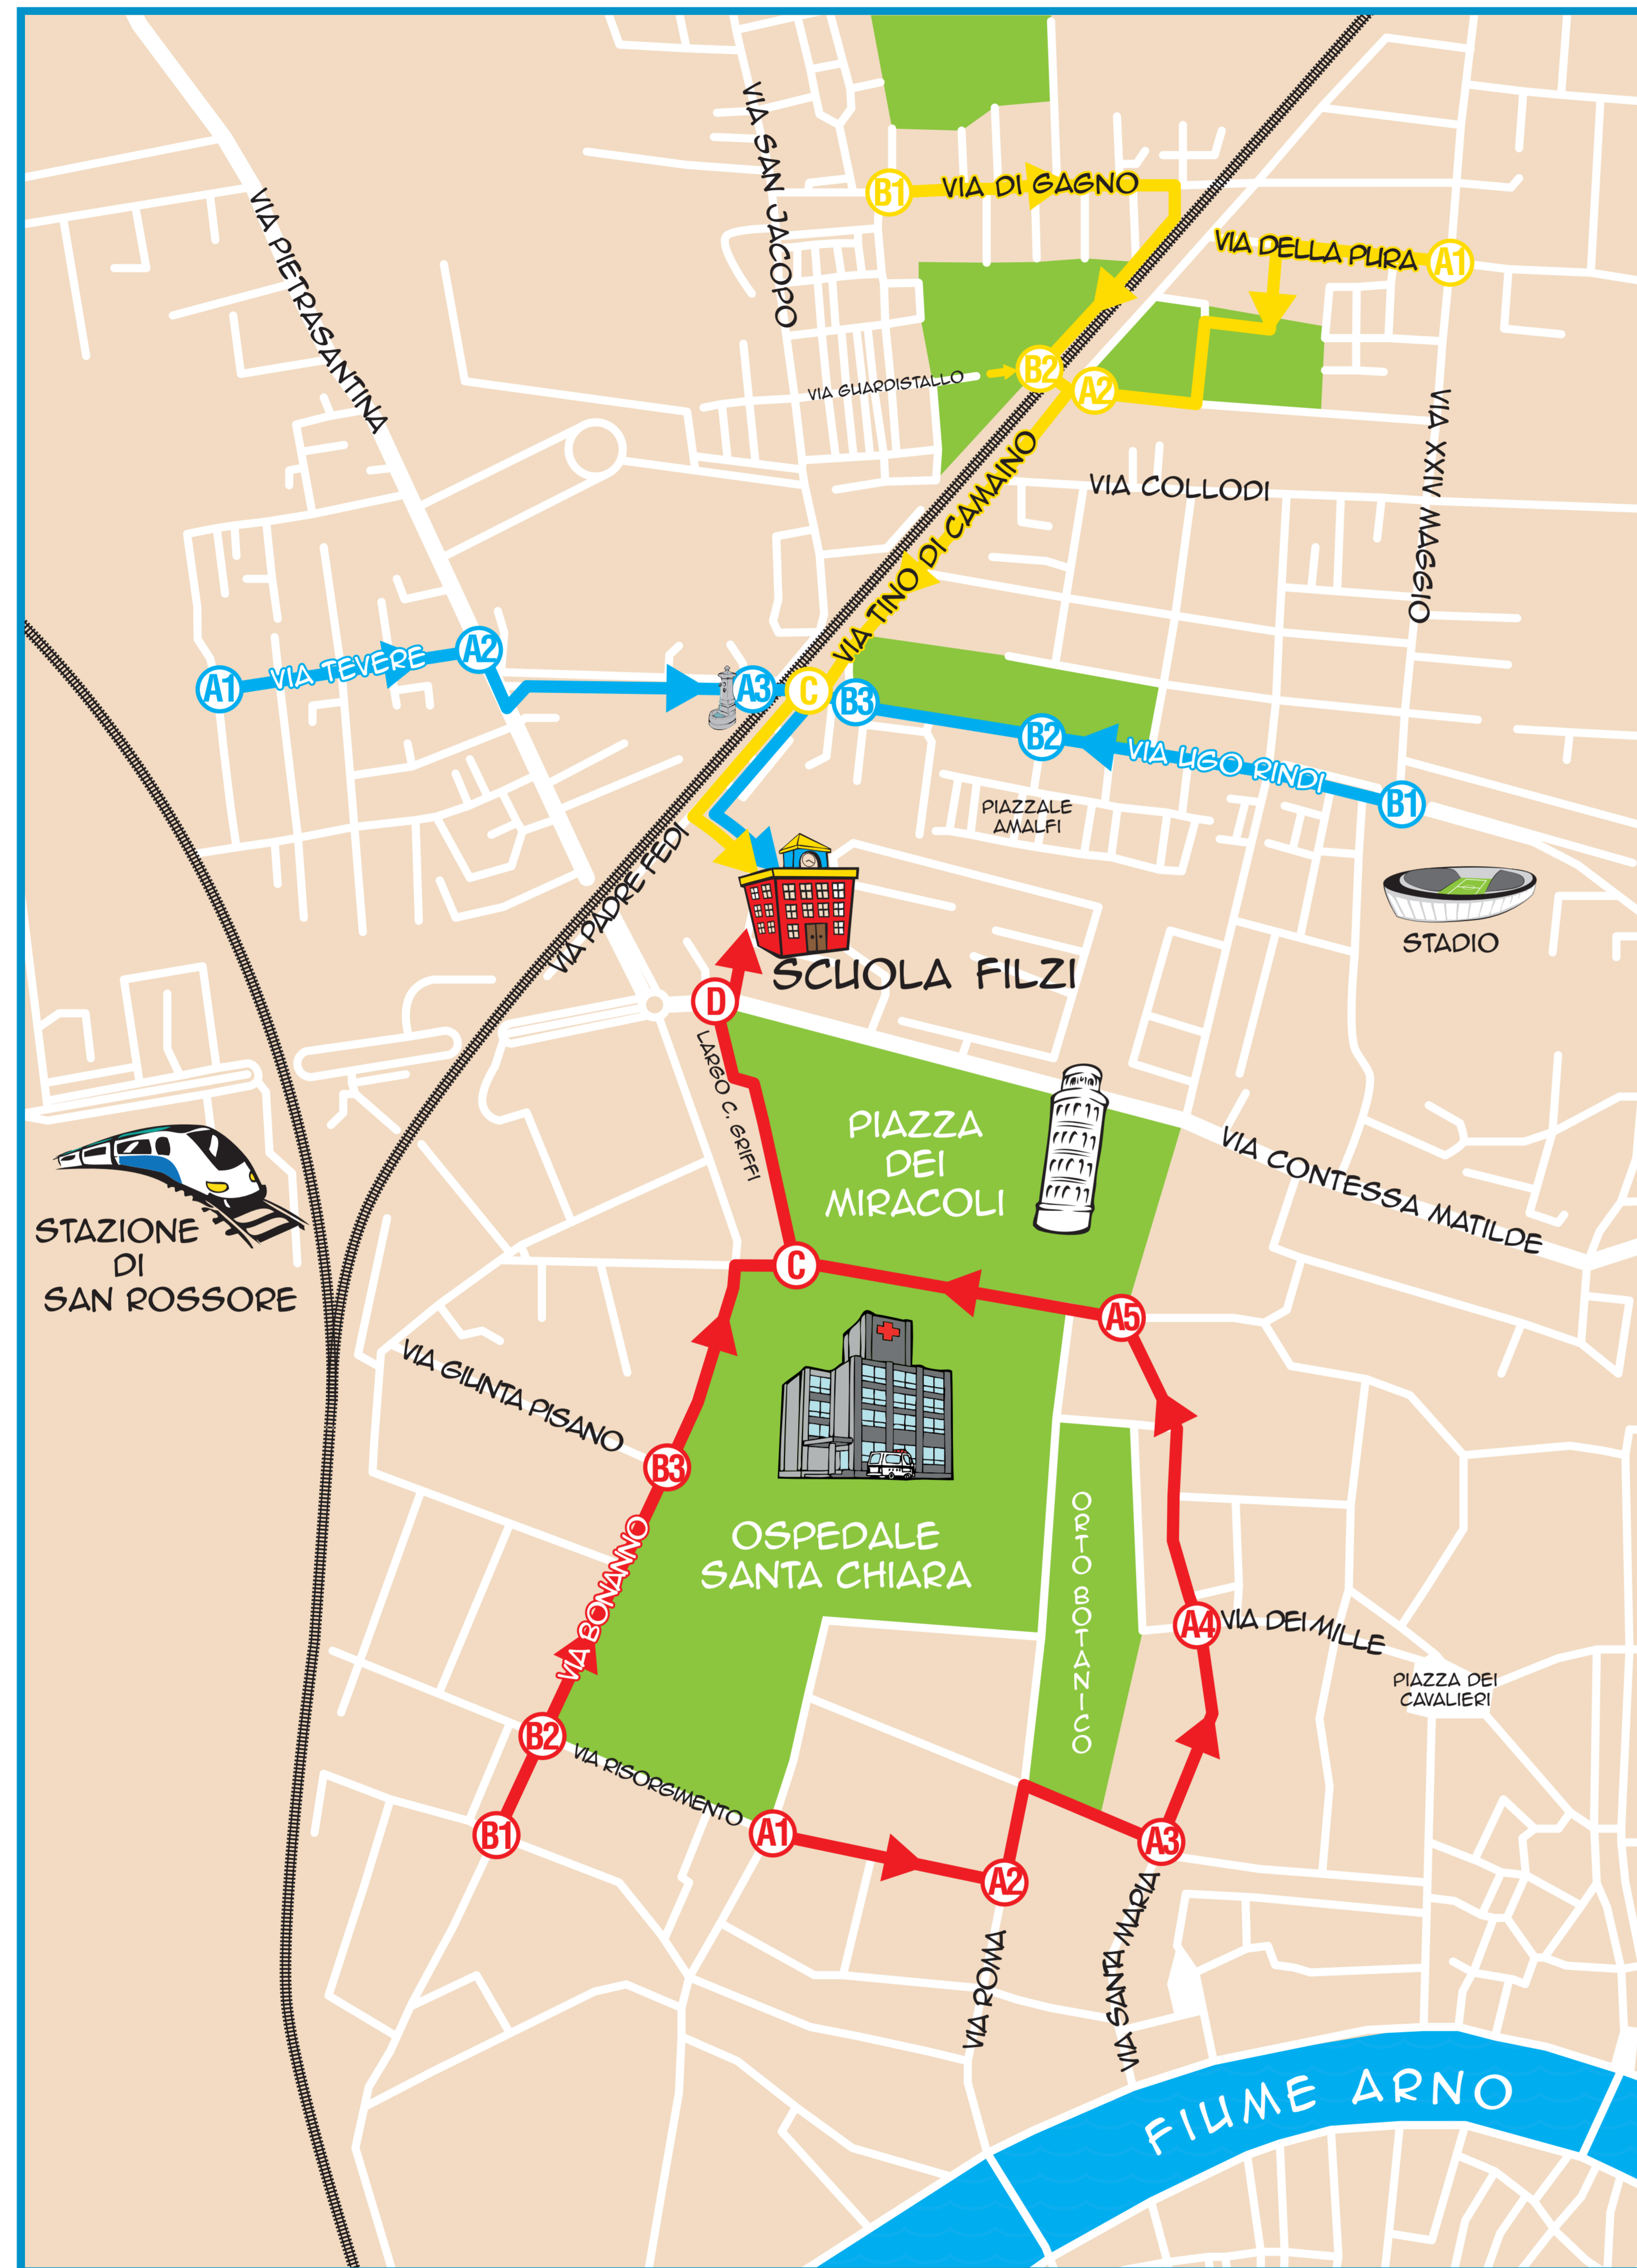 VIA SAN JACOPO
B1
VIA DI GAGNO
VIA PIETRASANTINA
VIA DELLA PURA
A1
B2
A2
VIA GUARDISTALLO
VIA XXIV MAGGIO
VIA COLLODI
VIA TINO DI CAMAINO
A1
VIA TEVERE
A2
A3
C
B3
B2
VIA UGO RINDI
B1
PIAZZALE
AMALFI
VIA PADRE FEDI
STADIO
SCUOLA FILZI
D
LARGO C. GRIFFI
PIAZZA
DEI
MIRACOLI
VIA CONTESSA MATILDE
STAZIONE
DI
SAN ROSSORE
C
A5
VIA GIUNTA PISANO
B3
ORTO BOTANICO
OSPEDALE
SANTA CHIARA
VIA BONANNO
A4
VIA DEI MILLE
PIAZZA DEI
CAVALIERI
B2
VIA RISORGIMENTO
B1
A1
A2
A3
VIA ROMA
VIA SANTA MARIA
FIUME ARNO